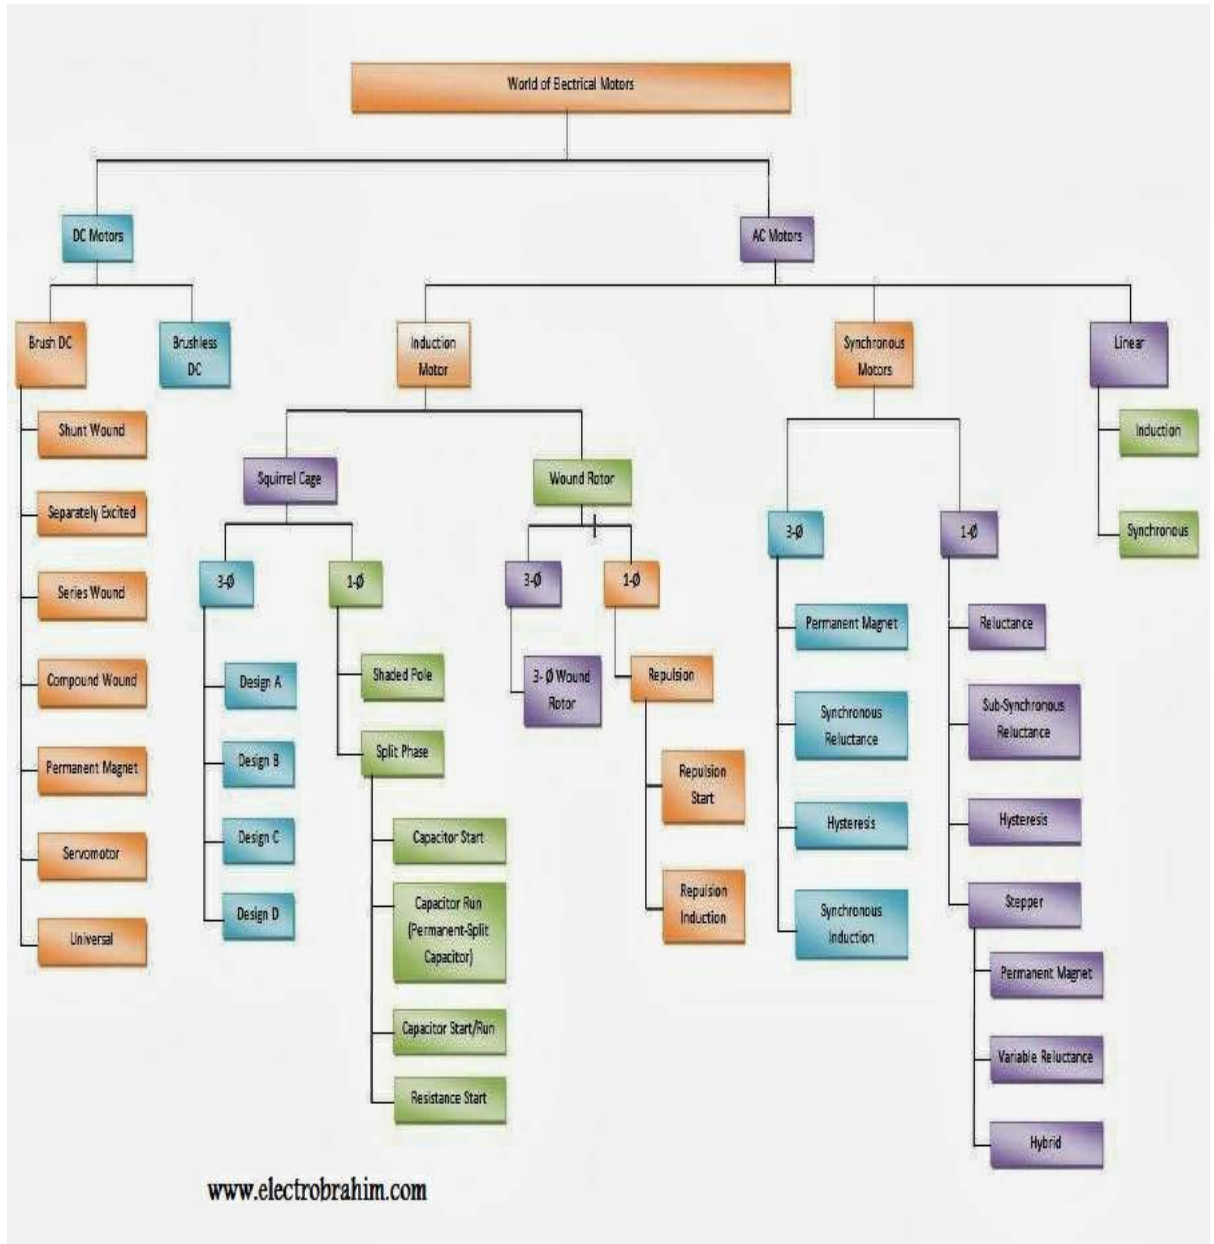 World of Electrical Motors
DC Motors
AC Motors
Brush DC
Brushless
DC
Induction
Motor
Synchronous
Motors
Linear
Shunt Wound
Separately Excited
Series Wound
Compound Wound
Permanent Magnet
Servomotor
Universal
Squirrel Cage
Wound Rotor
3-Ø
1-Ø
Design A
Design B
Design C
Design D
Shaded Pole
Split Phase
Capacitor Start
Capacitor Run
(Permanent-Split
Capacitor)
Capacitor Start/Run
Resistance Start
3-Ø
1-Ø
3- Ø Wound
Rotor
Repulsion
Repulsion
Start
Repulsion
Induction
3-Ø
1-Ø
Permanent Magnet
Synchronous
Reluctance
Hysteresis
Synchronous
Induction
Reluctance
Sub-Synchronous
Reluctance
Hysteresis
Stepper
Permanent Magnet
Variable Reluctance
Hybrid
Induction
Synchronous
www.electrobrahim.com